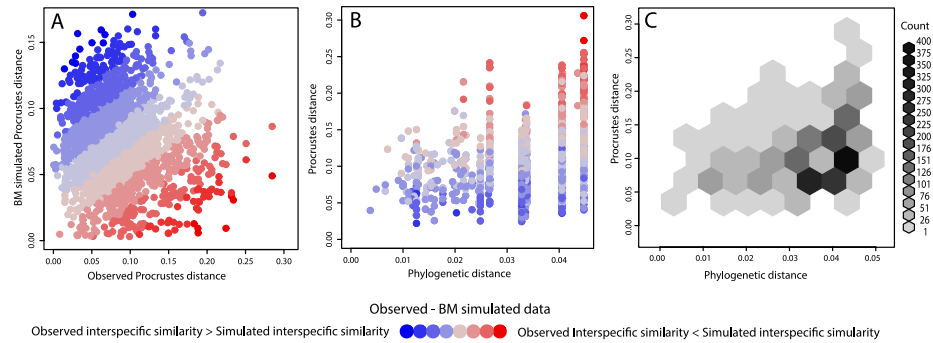 A
BM simulated Procrustes distance
0.15
0.10
0.05
0.00
0.00 0.05 0.10 0.15 0.20 0.25 0.30
Observed Procrustes distance
B
Procrustes distance
0.30
0.25
0.20
0.15
0.10
0.05
0.00
0.00 0.01 0.02 0.03 0.04
Phylogenetic distance
C
Procrustes distance
0.30
0.20
0.15
0.10
0.05
0.00
0.00 0.01 0.02 0.03 0.04 0.05
Phylogenetic distance
Count
400
375
351
325
300
275
250
225
200
176
151
126
101
76
51
26
1
Observed - BM simulated data
Observed interspecific similarity > Simulated interspecific similarity
Observed Interspecific similarity < Simulated interspecific simularity